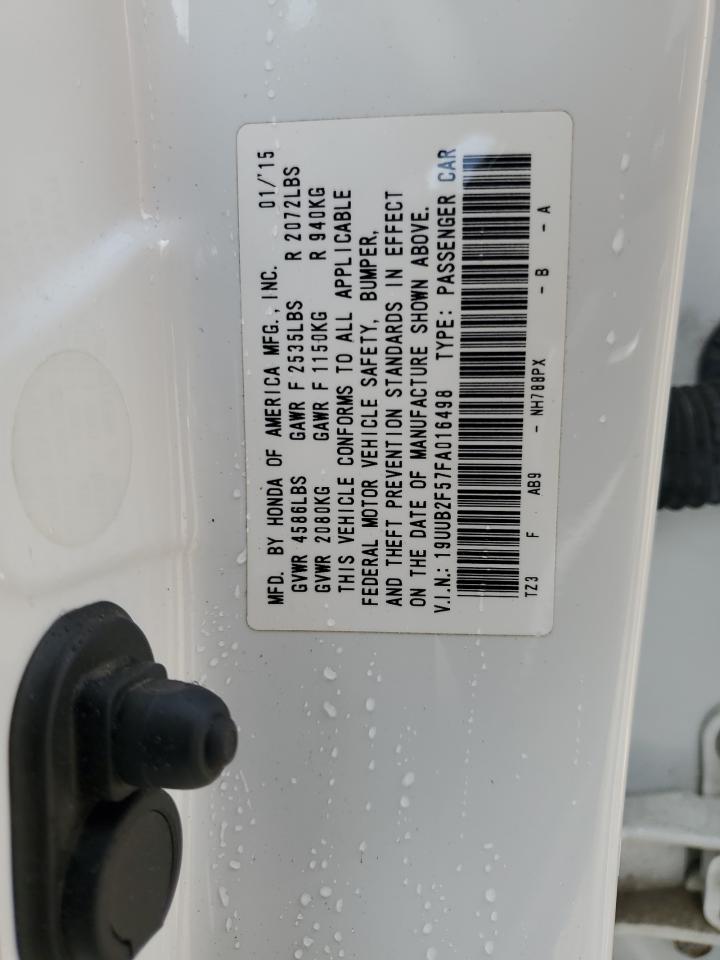 MFD. BY HONDA OF AMERICA MFG., INC. 01/'15
GVWR 4586LBS GAWR F 2535LBS R 2072LBS
GVWR 2080KG GAWR F 1150KG R 940KG
THIS VEHICLE CONFORMS TO ALL APPLICABLE
FEDERAL MOTOR VEHICLE SAFETY, BUMPER,
AND THEFT PREVENTION STANDARDS IN EFFECT
ON THE DATE OF MANUFACTURE SHOWN ABOVE.
V.I.N.: 19UUB2F57FA016498 TYPE: PASSENGER CAR
TZ3 F AB9 - NH788PX - B - A